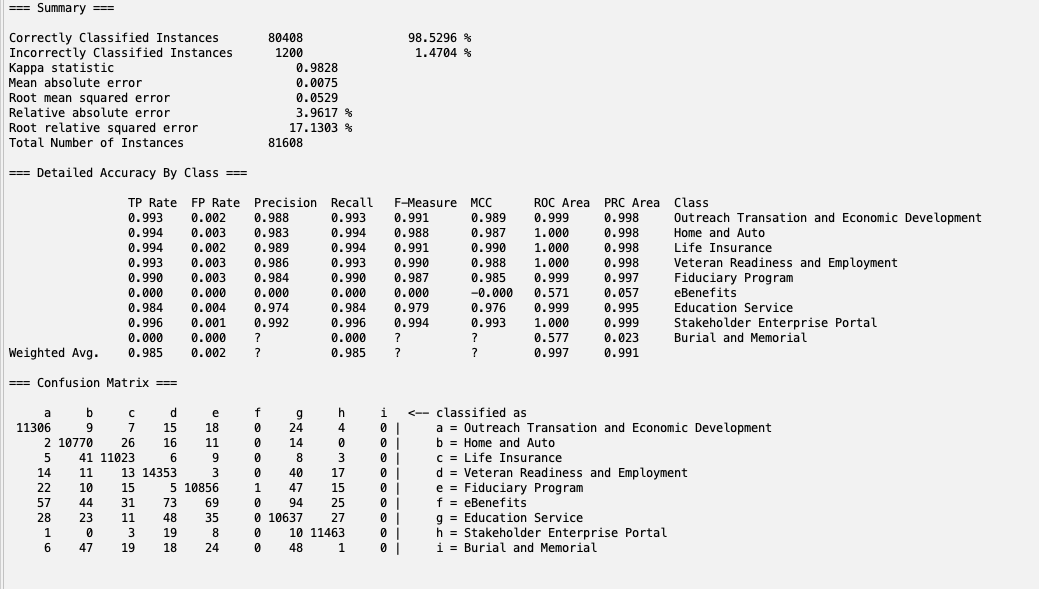 === Summary ===
Correctly Classified Instances 80408 98.5296 %
Incorrectly Classified Instances 1200 1.4704 %
Kappa statistic 0.9828
Mean absolute error 0.0075
Root mean squared error 0.0529
Relative absolute error 3.9617 %
Root relative squared error 17.1303 %
Total Number of Instances 81608
=== Detailed Accuracy By Class ===
TP Rate FP Rate Precision Recall F-Measure MCC ROC Area PRC Area Class
0.993 0.002 0.988 0.993 0.991 0.989 0.999 0.998 Outreach Transation and Economic Development
0.994 0.003 0.983 0.994 0.988 0.987 1.000 0.998 Home and Auto
0.994 0.002 0.989 0.994 0.991 0.990 1.000 0.998 Life Insurance
0.993 0.003 0.986 0.993 0.990 0.988 1.000 0.998 Veteran Readiness and Employment
0.990 0.003 0.984 0.990 0.987 0.985 0.999 0.997 Fiduciary Program
0.000 0.000 0.000 0.000 0.000 -0.000 0.571 0.057 eBenefits
0.984 0.004 0.974 0.984 0.979 0.976 0.999 0.995 Education Service
0.996 0.001 0.992 0.996 0.994 0.993 1.000 0.999 Stakeholder Enterprise Portal
0.000 0.000 ? 0.000 ? ? 0.577 0.023 Burial and Memorial
Weighted Avg. 0.985 0.002 ? 0.985 ? ? 0.997 0.991
=== Confusion Matrix ===
a b c d e f g h i <-- classified as
11306 9 7 15 18 0 24 4 0 | a = Outreach Transation and Economic Development
2 10770 26 16 11 0 14 0 0 | b = Home and Auto
5 41 11023 6 9 0 8 3 0 | c = Life Insurance
14 11 13 14353 3 0 40 17 0 | d = Veteran Readiness and Employment
22 10 15 5 10856 1 47 15 0 | e = Fiduciary Program
57 44 31 73 69 0 94 25 0 | f = eBenefits
28 23 11 48 35 0 10637 27 0 | g = Education Service
1 0 3 19 8 0 10 11463 0 | h = Stakeholder Enterprise Portal
6 47 19 18 24 0 48 1 0 | i = Burial and Memorial